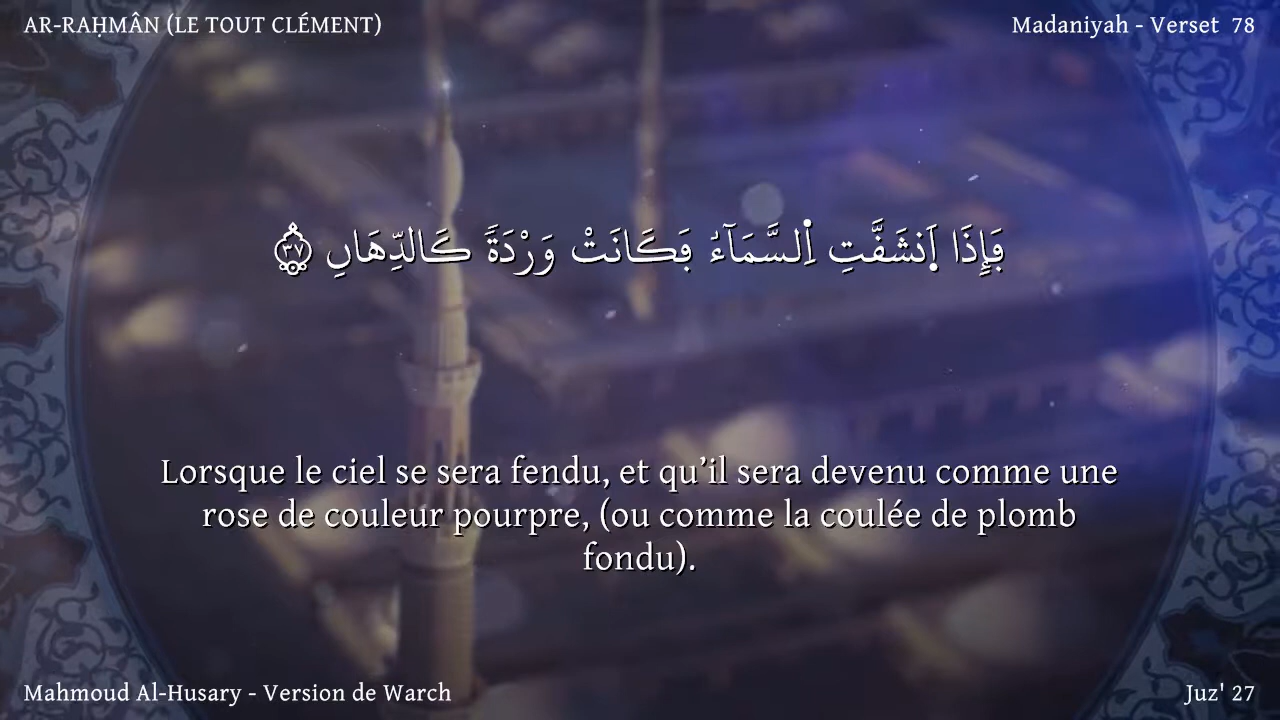 AR-RAḤMÂN (LE TOUT CLÉMENT)
Madaniyah - Verset 78
فَإِذَا اَ۪نشَقَّتِ اِ۬لسَّمَآءُ فَكَانَتْ وَرْدَةً كَالدِّهَانِ ٣٧
Lorsque le ciel se sera fendu, et qu’il sera devenu comme une
rose de couleur pourpre, (ou comme la coulée de plomb
fondu).
Mahmoud Al-Husary - Version de Warch
Juz' 27